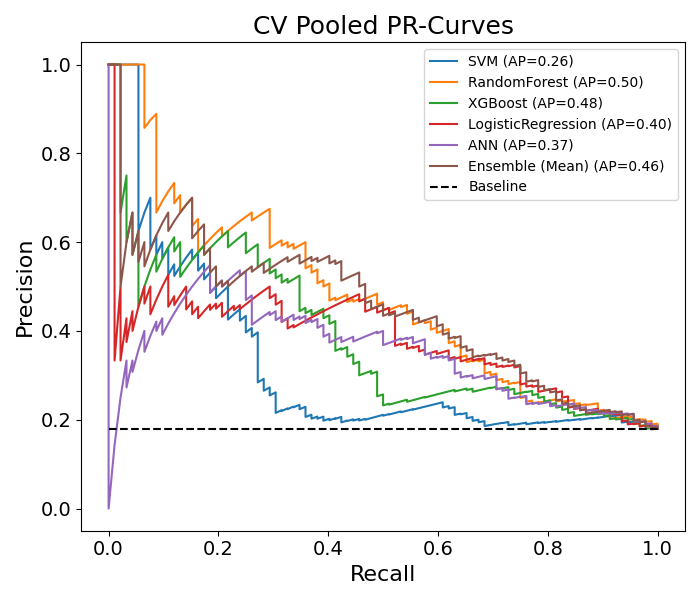 CV Pooled PR-Curves
SVM (AP=0.26)
RandomForest (AP=0.50)
XGBoost (AP=0.48)
LogisticRegression (AP=0.40)
ANN (AP=0.37)
Ensemble (Mean) (AP=0.46)
Baseline
Precision
1.0
0.8
0.6
0.4
0.2
0.0
0.0 0.2 0.4 0.6 0.8 1.0
Recall